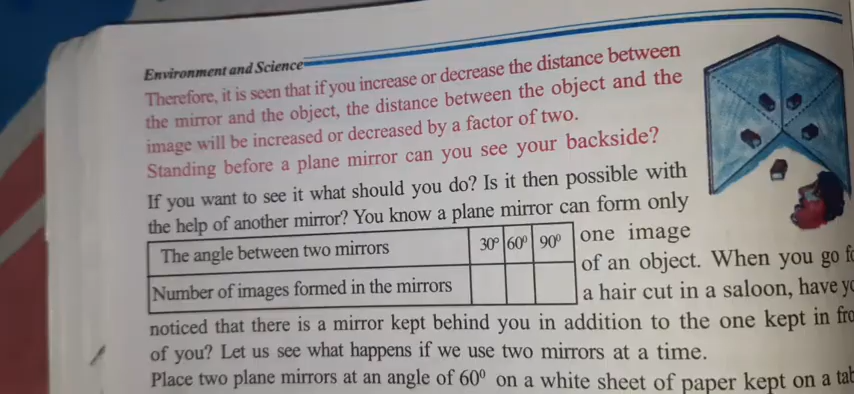 Environment and Science
Therefore, it is seen that if you increase or decrease the distance between
the mirror and the object, the distance between the object and the
image will be increased or decreased by a factor of two.
Standing before a plane mirror can you see your backside?
If you want to see it what should you do? Is it then possible with
the help of another mirror? You know a plane mirror can form only
The angle between two mirrors 30⁰ 60⁰ 90⁰
Number of images formed in the mirrors
one image
of an object. When you go
a hair cut in a saloon, have
noticed that there is a mirror kept behind you in addition to the one kept in
of you? Let us see what happens if we use two mirrors at a time.
Place two plane mirrors at an angle of 60⁰ on a white sheet of paper kept on a